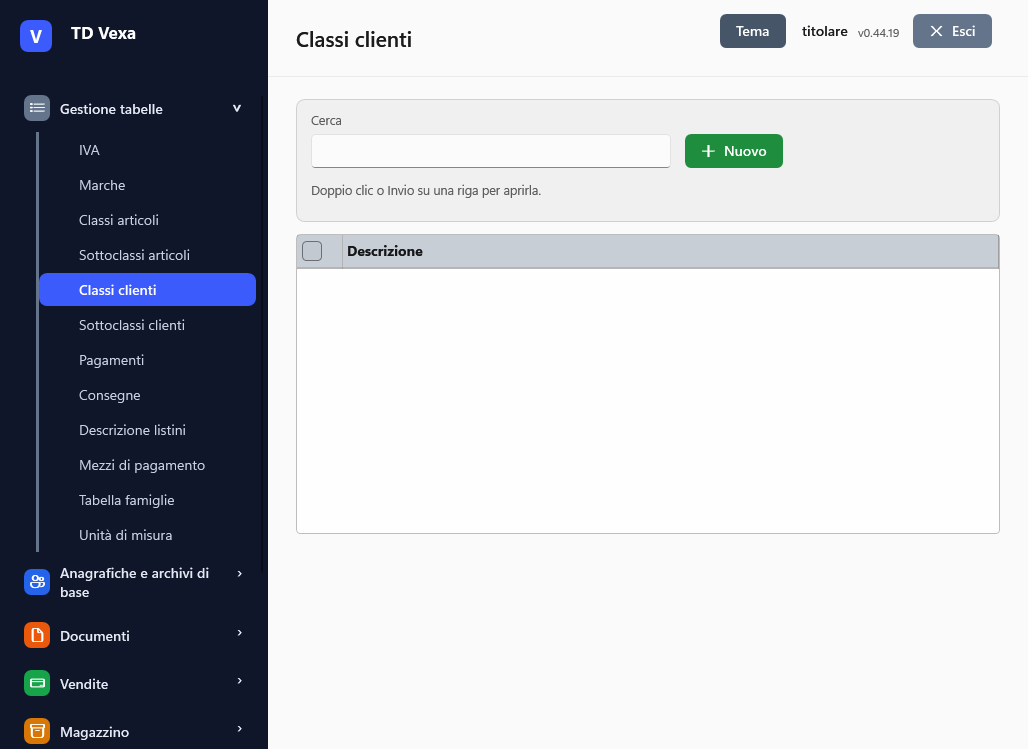 V
TD Vexa
Gestione tabelle
IVA
Marche
Classi articoli
Sottoclassi articoli
Classi clienti
Sottoclassi clienti
Pagamenti
Consegne
Descrizione listini
Mezzi di pagamento
Tabella famiglie
Unità di misura
Anagrafiche e archivi di
base
Documenti
Vendite
Magazzino
Classi clienti
Tema
titolare
v0.44.19
Esci
Cerca
Nuovo
Doppio clic o Invio su una riga per aprirla.
Descrizione